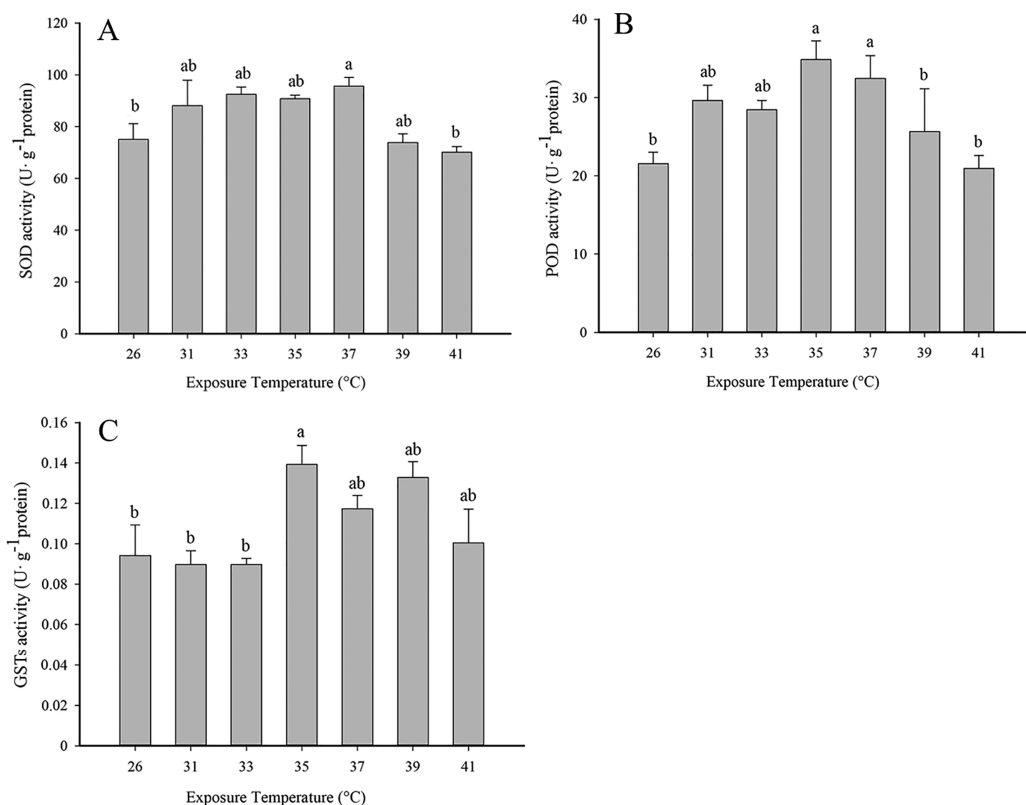 A
120
100
80
60
40
20
0
b
ab
ab
ab
a
ab
b
26 31 33 35 37 39 41
Exposure Temperature (°C)
SOD activity (U· g⁻¹protein)
B
40
30
20
10
0
b
ab
ab
a
a
b
b
26 31 33 35 37 39 41
Exposure Temperature (°C)
POD activity (U· g⁻¹protein)
C
0.16
0.14
0.12
0.10
0.08
0.06
0.04
0.02
0
b
b
b
a
ab
ab
ab
26 31 33 35 37 39 41
Exposure Temperature (°C)
GSTs activity (U· g⁻¹protein)